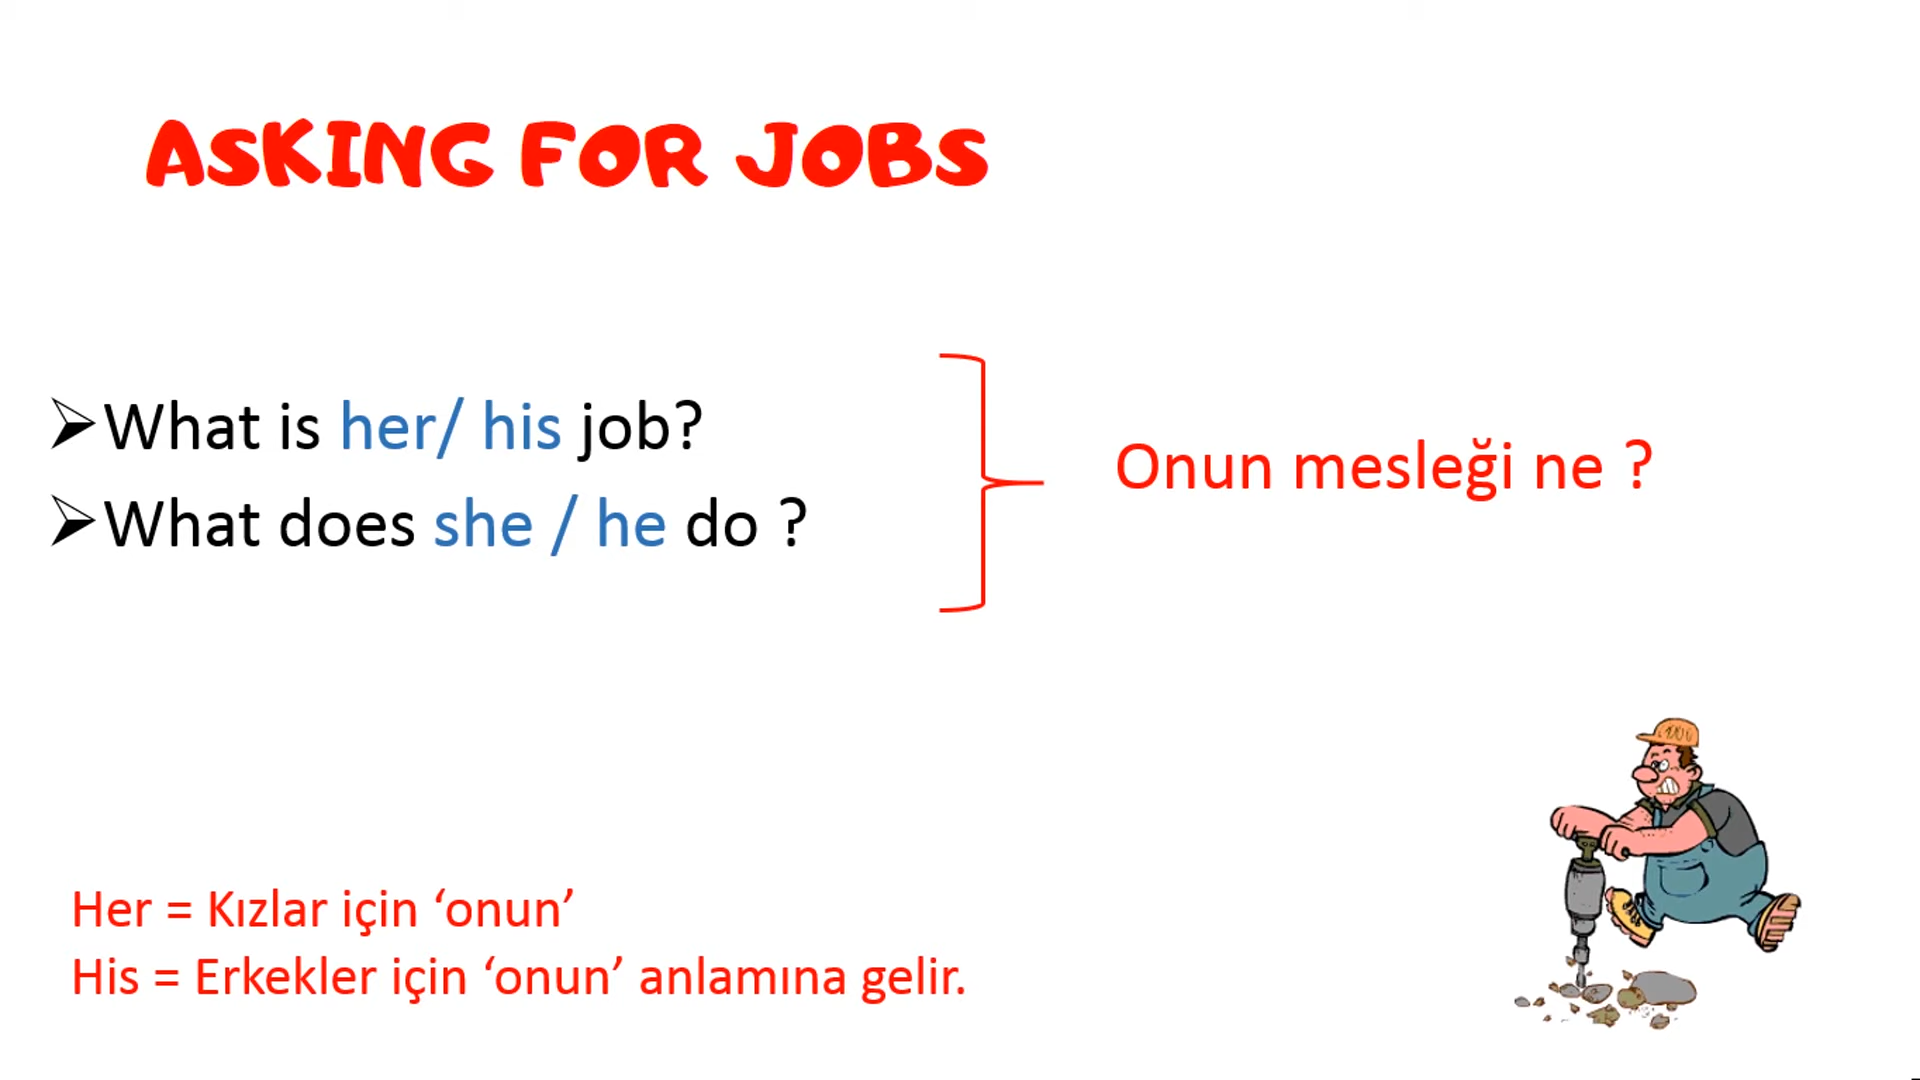 ASKING FOR JOBS
➢What is her/ his job?
➢What does she / he do ?
Onun mesleği ne ?
Her = Kızlar için ‘onun’
His = Erkekler için ‘onun’ anlamına gelir.